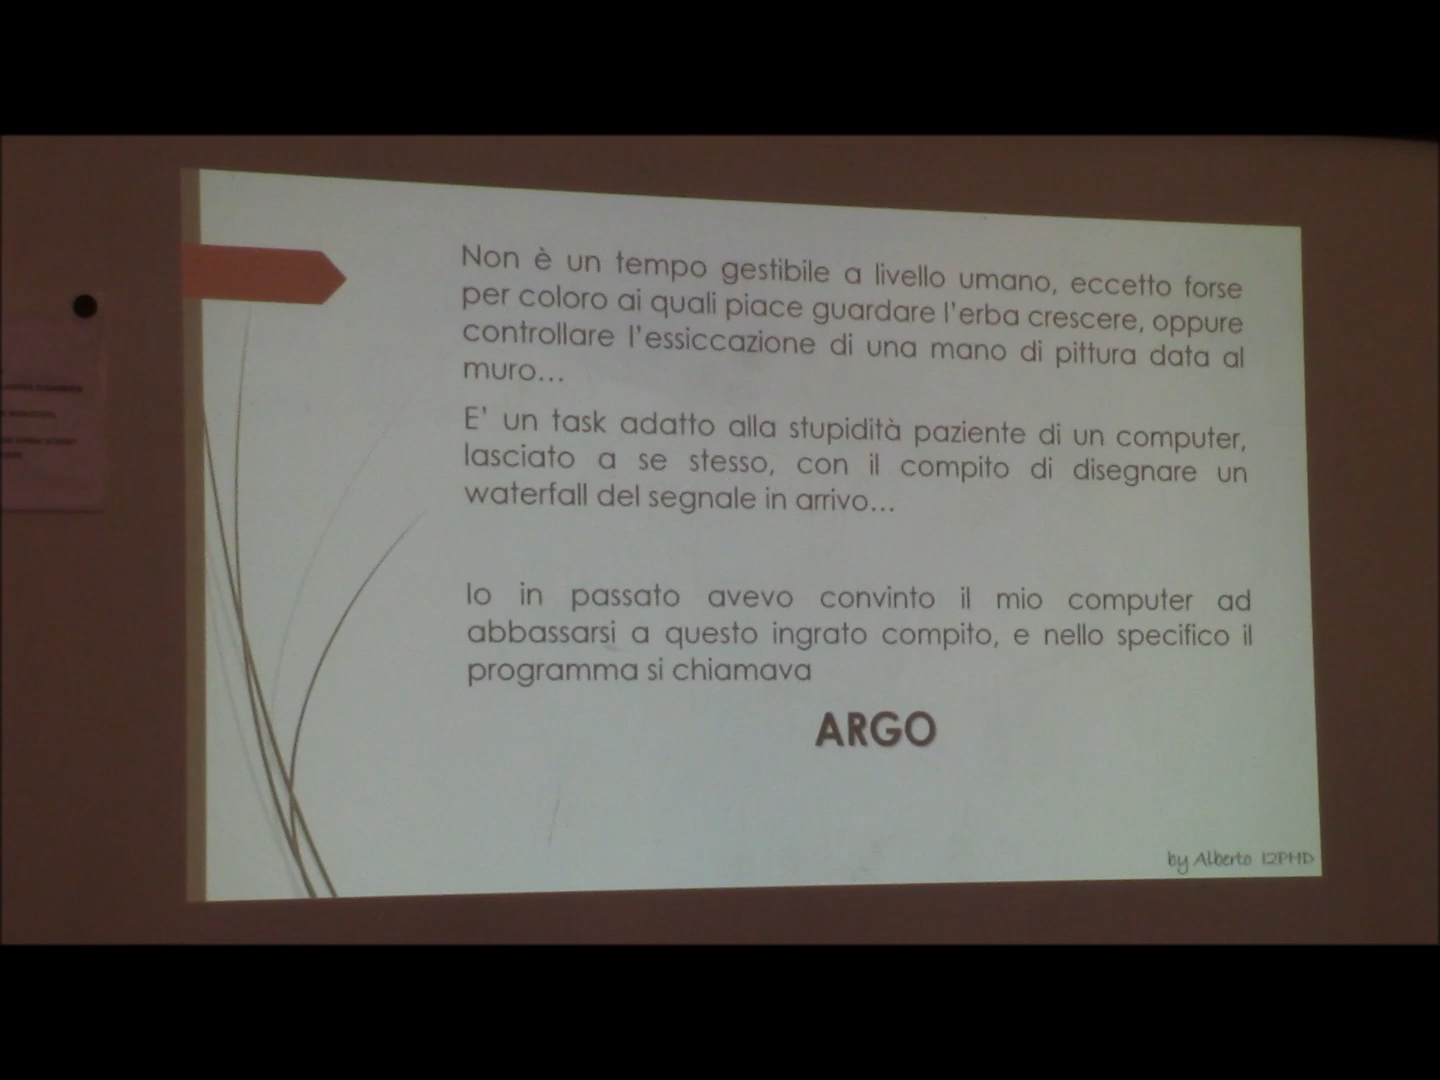 Non è un tempo gestibile a livello umano, eccetto forse
per coloro ai quali piace guardare l'erba crescere, oppure
controllare l'essiccazione di una mano di pittura data al
muro...
E' un task adatto alla stupidità paziente di un computer,
lasciato a se stesso, con il compito di disegnare un
waterfall del segnale in arrivo...
Io in passato avevo convinto il mio computer ad
abbassarsi a questo ingrato compito, e nello specifico il
programma si chiamava
ARGO
by Alberto I2PHD